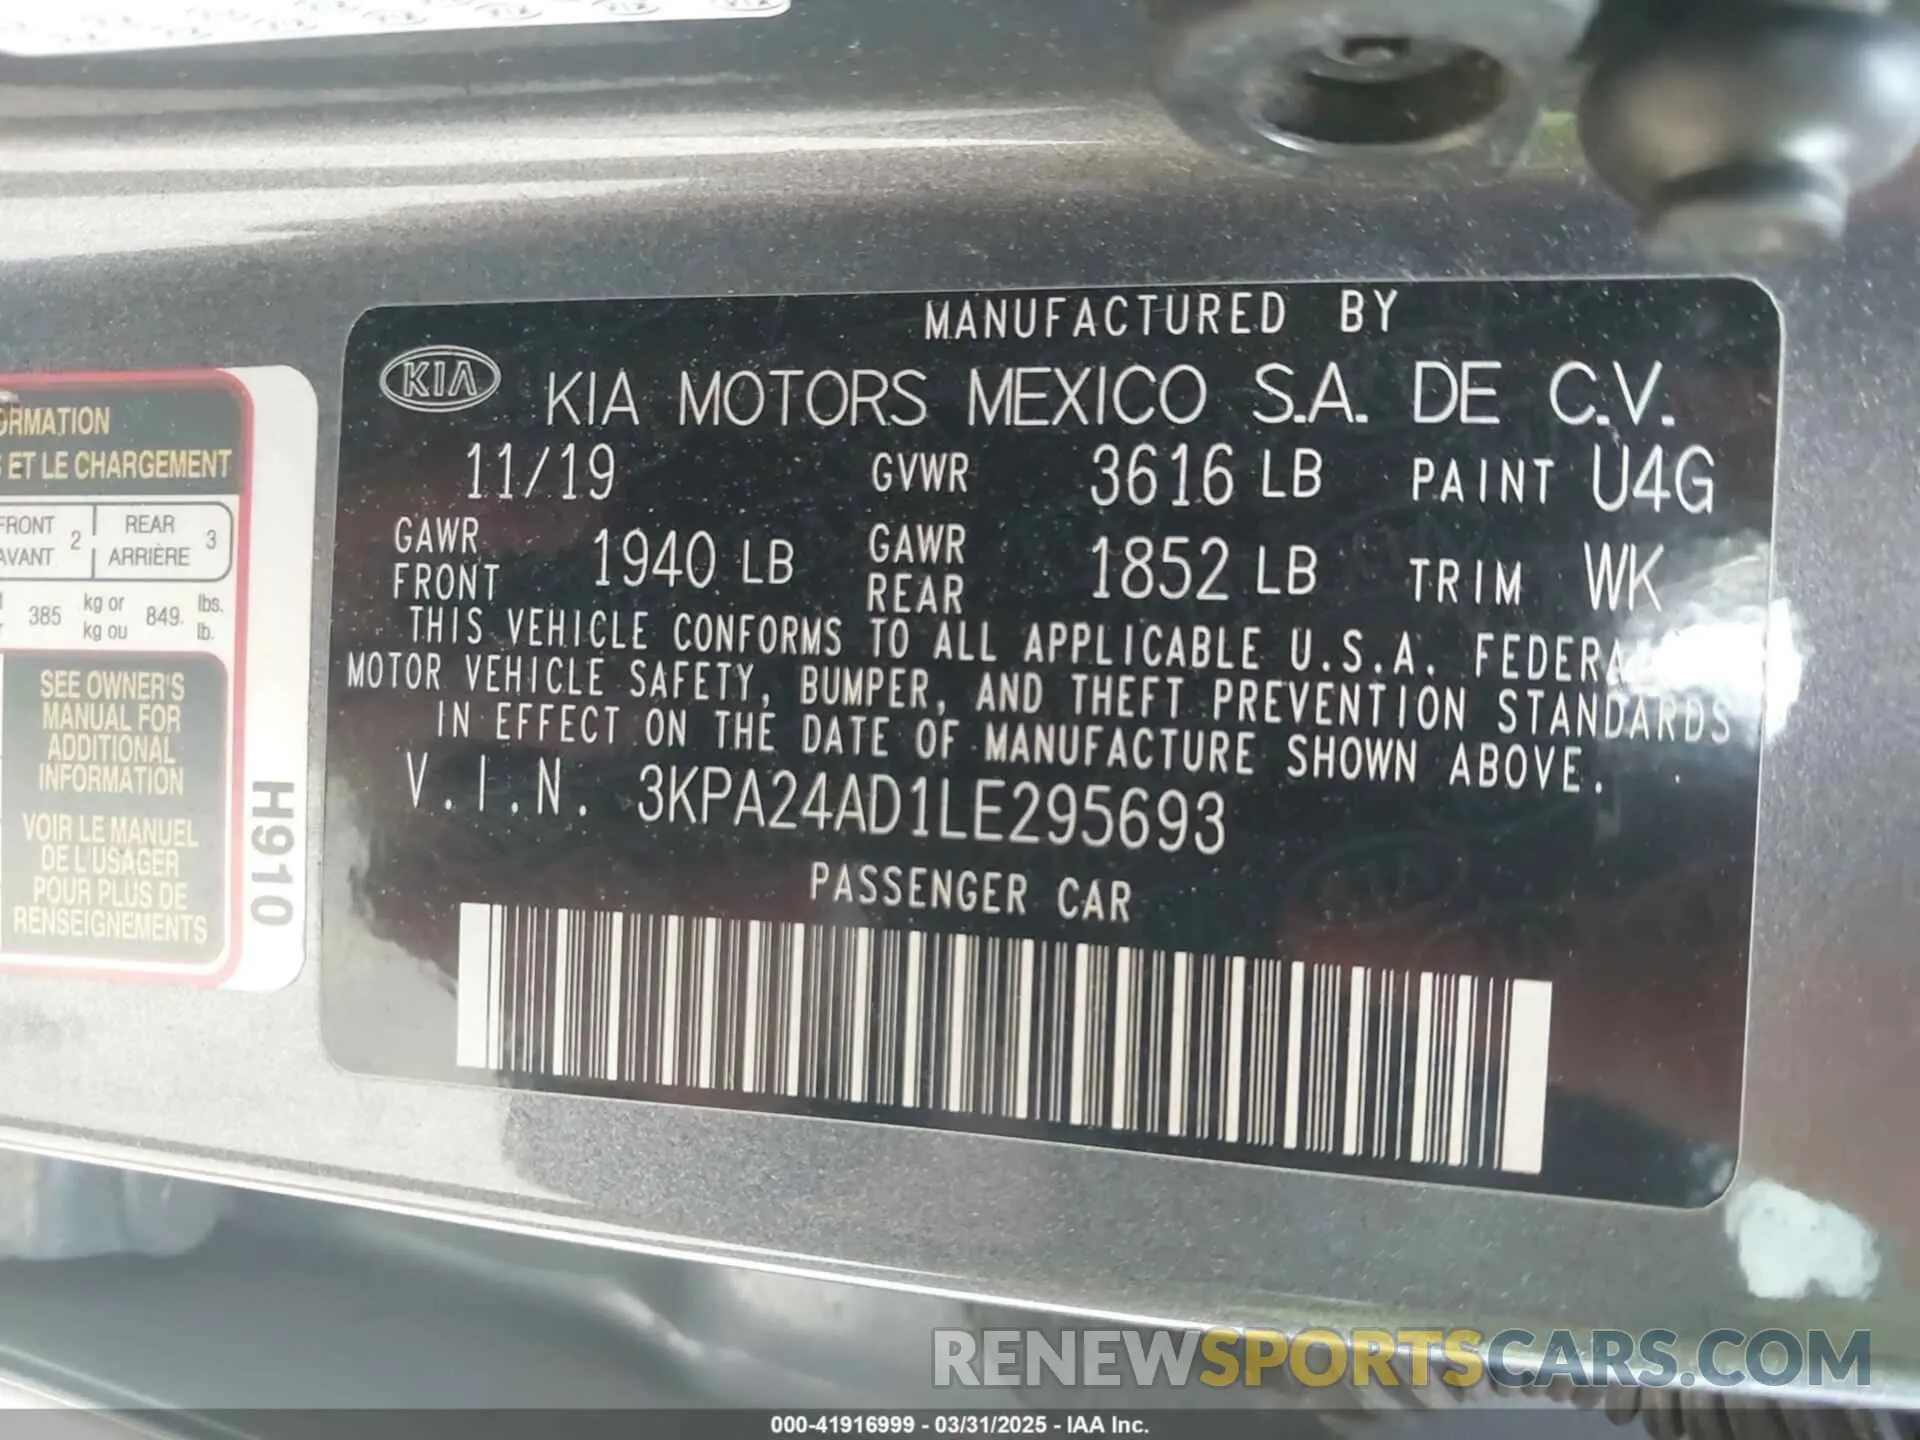 MANUFACTURED BY
KIA KIA MOTORS MEXICO S.A. DE C.V.
11/19 GVWR 3616 LB PAINT U4G
GAWR FRONT 1940 LB GAWR REAR 1852 LB TRIM WK
THIS VEHICLE CONFORMS TO ALL APPLICABLE U.S.A.
MOTOR VEHICLE SAFETY, BUMPER, AND THEFT PREVENTION STANDARDS
IN EFFECT ON THE DATE OF MANUFACTURE SHOWN ABOVE.
V.I.N. 3KPA24AD1LE295693
PASSENGER CAR
ET LE CHARGEMENT
FRONT 2 REAR 3
AVANT ARRIÈRE
385 kg or 849. lbs.
kg ou lb.
SEE OWNER'S
MANUAL FOR
ADDITIONAL
INFORMATION
VOIR LE MANUEL
DE L'USAGER
POUR PLUS DE
RENSEIGNEMENTS
H910
RENEWSPORTSCARS.COM
000-41916999 - 03/31/2025 - IAA Inc.